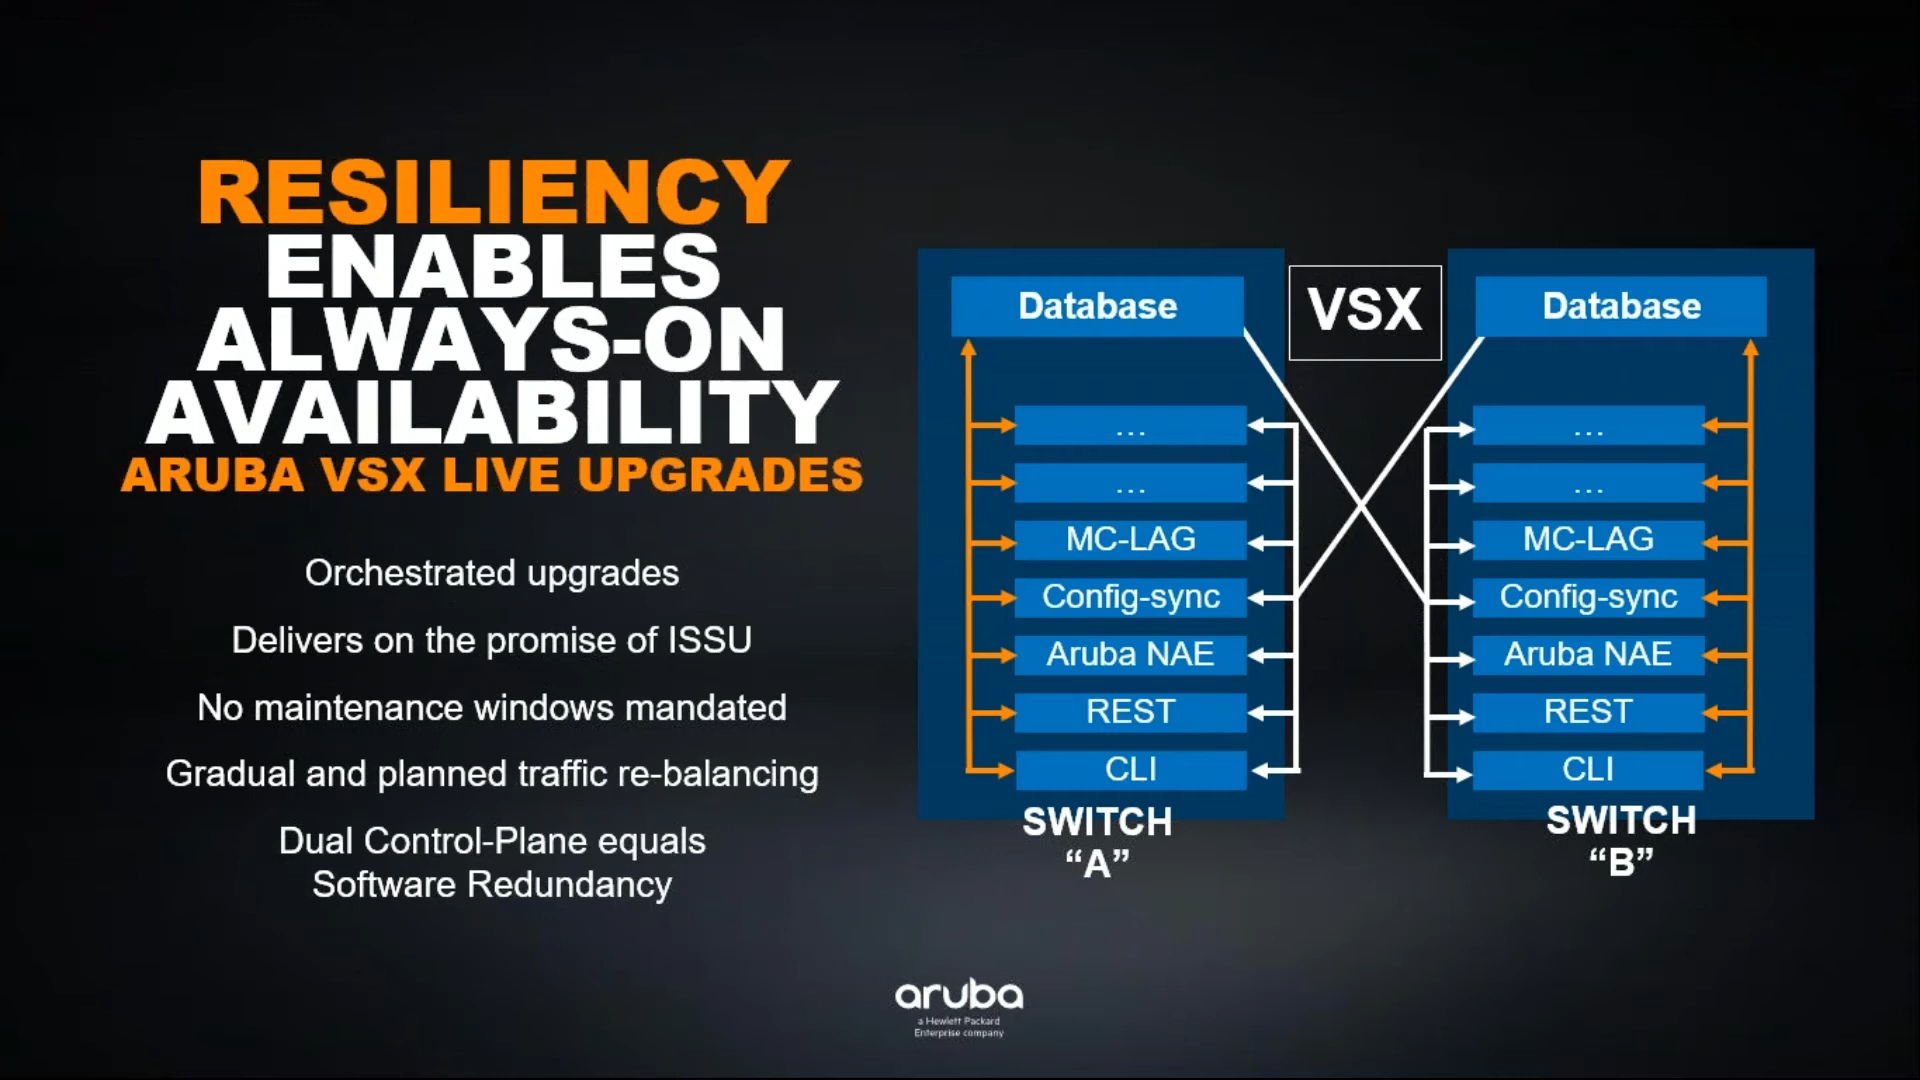 RESILIENCY
ENABLES
ALWAYS-ON
AVAILABILITY
ARUBA VSX LIVE UPGRADES
Orchestrated upgrades
Delivers on the promise of ISSU
No maintenance windows mandated
Gradual and planned traffic re-balancing
Dual Control-Plane equals
Software Redundancy
Database
...
...
MC-LAG
Config-sync
Aruba NAE
REST
CLI
SWITCH
“A”
VSX
Database
...
...
MC-LAG
Config-sync
Aruba NAE
REST
CLI
SWITCH
“B”
aruba
a Hewlett Packard
Enterprise company